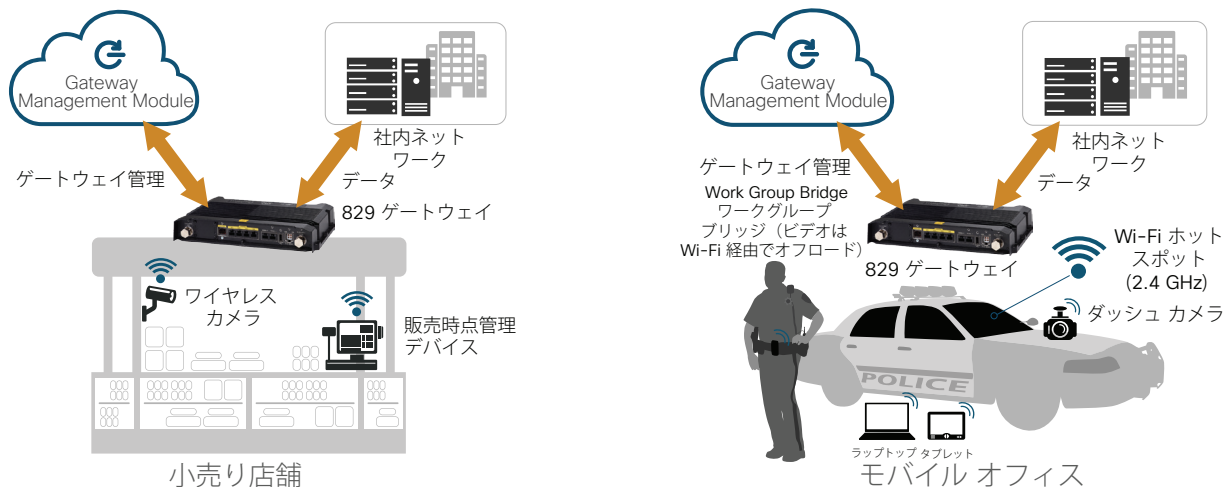 Gateway
Management Module
社内ネット
ワーク
ゲートウェイ管理
データ
829 ゲートウェイ
ワイヤレス
カメラ
販売時点管理
デバイス
小売り店舗
Gateway
Management Module
社内ネット
ワーク
ゲートウェイ管理
データ
Work Group Bridge
ワークグループ
ブリッジ（ビデオは
Wi-Fi 経由でオフロード）
829 ゲートウェイ
Wi-Fi ホット
スポット
(2.4 GHz)
ダッシュ カメラ
POLICE
ラップトップ
タブレット
モバイル オフィス